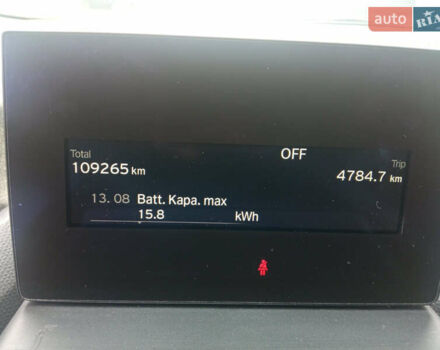 auto RIA
OFF
Total
109265 km
Trip
4784.7 km
13. 08 Batt. Kapa. max
15.8 kWh